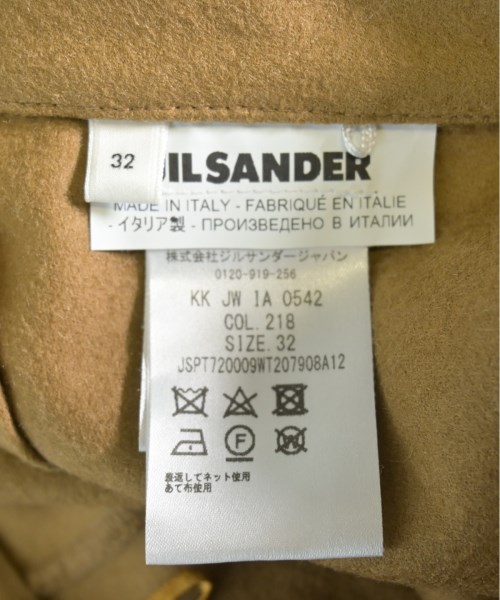 32
JIL SANDER
MADE IN ITALY - FABRIQUÉ EN ITALIE
- イタリア製 - ПРОИЗВЕДЕНО В ИТАЛИИ
株式会社ジルサンダージャパン
0120-919-256
KK JW IA 0542
COL.218
SIZE.32
JSPT720009WT207908A12
F
W
裏返してネット使用
あて布使用